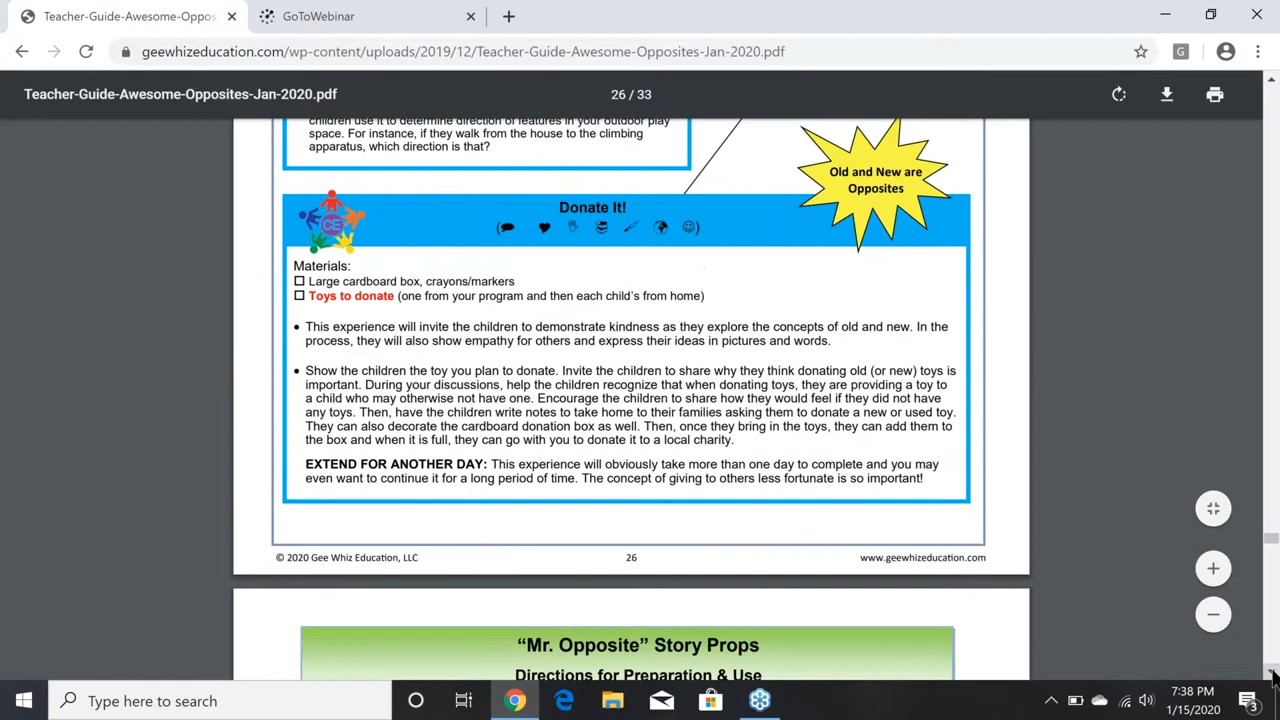 Teacher-Guide-Awesome-Oppos
GoToWebinar
geewhizeducation.com/wp-content/uploads/2019/12/Teacher-Guide-Awesome-Opposites-Jan-2020.pdf
G
Teacher-Guide-Awesome-Opposites-Jan-2020.pdf
26 / 33
children use it to determine direction of features in your outdoor play
space. For instance, if they walk from the house to the climbing
apparatus, which direction is that?
Old and New are
Opposites
CE
Donate It!
Materials:
Large cardboard box, crayons/markers
Toys to donate (one from your program and then each child's from home)
• This experience will invite the children to demonstrate kindness as they explore the concepts of old and new. In the
process, they will also show empathy for others and express their ideas in pictures and words.
• Show the children the toy you plan to donate. Invite the children to share why they think donating old (or new) toys is
important. During your discussions, help the children recognize that when donating toys, they are providing a toy to
a child who may otherwise not have one. Encourage the children to share how they would feel if they did not have
any toys. Then, have the children write notes to take home to their families asking them to donate a new or used toy.
They can also decorate the cardboard donation box as well. Then, once they bring in the toys, they can add them to
the box and when it is full, they can go with you to donate it to a local charity.
EXTEND FOR ANOTHER DAY: This experience will obviously take more than one day to complete and you may
even want to continue it for a long period of time. The concept of giving to others less fortunate is so important!
© 2020 Gee Whiz Education, LLC
26
www.geewhizeducation.com
“Mr. Opposite” Story Props
Directions for Preparation & Use
Type here to search
7:38 PM
1/15/2020
3